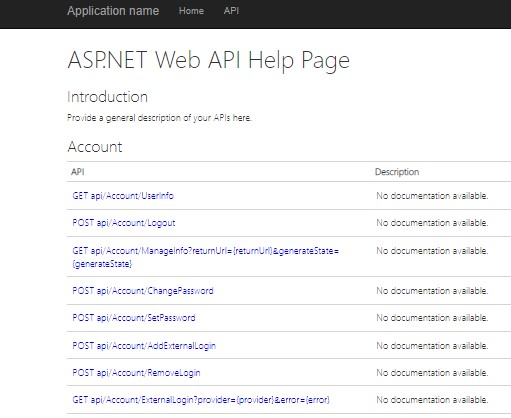 Application name Home API
ASP.NET Web API Help Page
Introduction
Provide a general description of your APIs here.
Account
API Description
GET api/Account/UserInfo No documentation available.
POST api/Account/Logout No documentation available.
GET api/Account/ManageInfo?returnUrl={returnUrl}&generateState= No documentation available.
{generateState}
POST api/Account/ChangePassword No documentation available.
POST api/Account/SetPassword No documentation available.
POST api/Account/AddExternalLogin No documentation available.
POST api/Account/RemoveLogin No documentation available.
GET api/Account/ExternalLogin?provider={provider}&error={error} No documentation available.